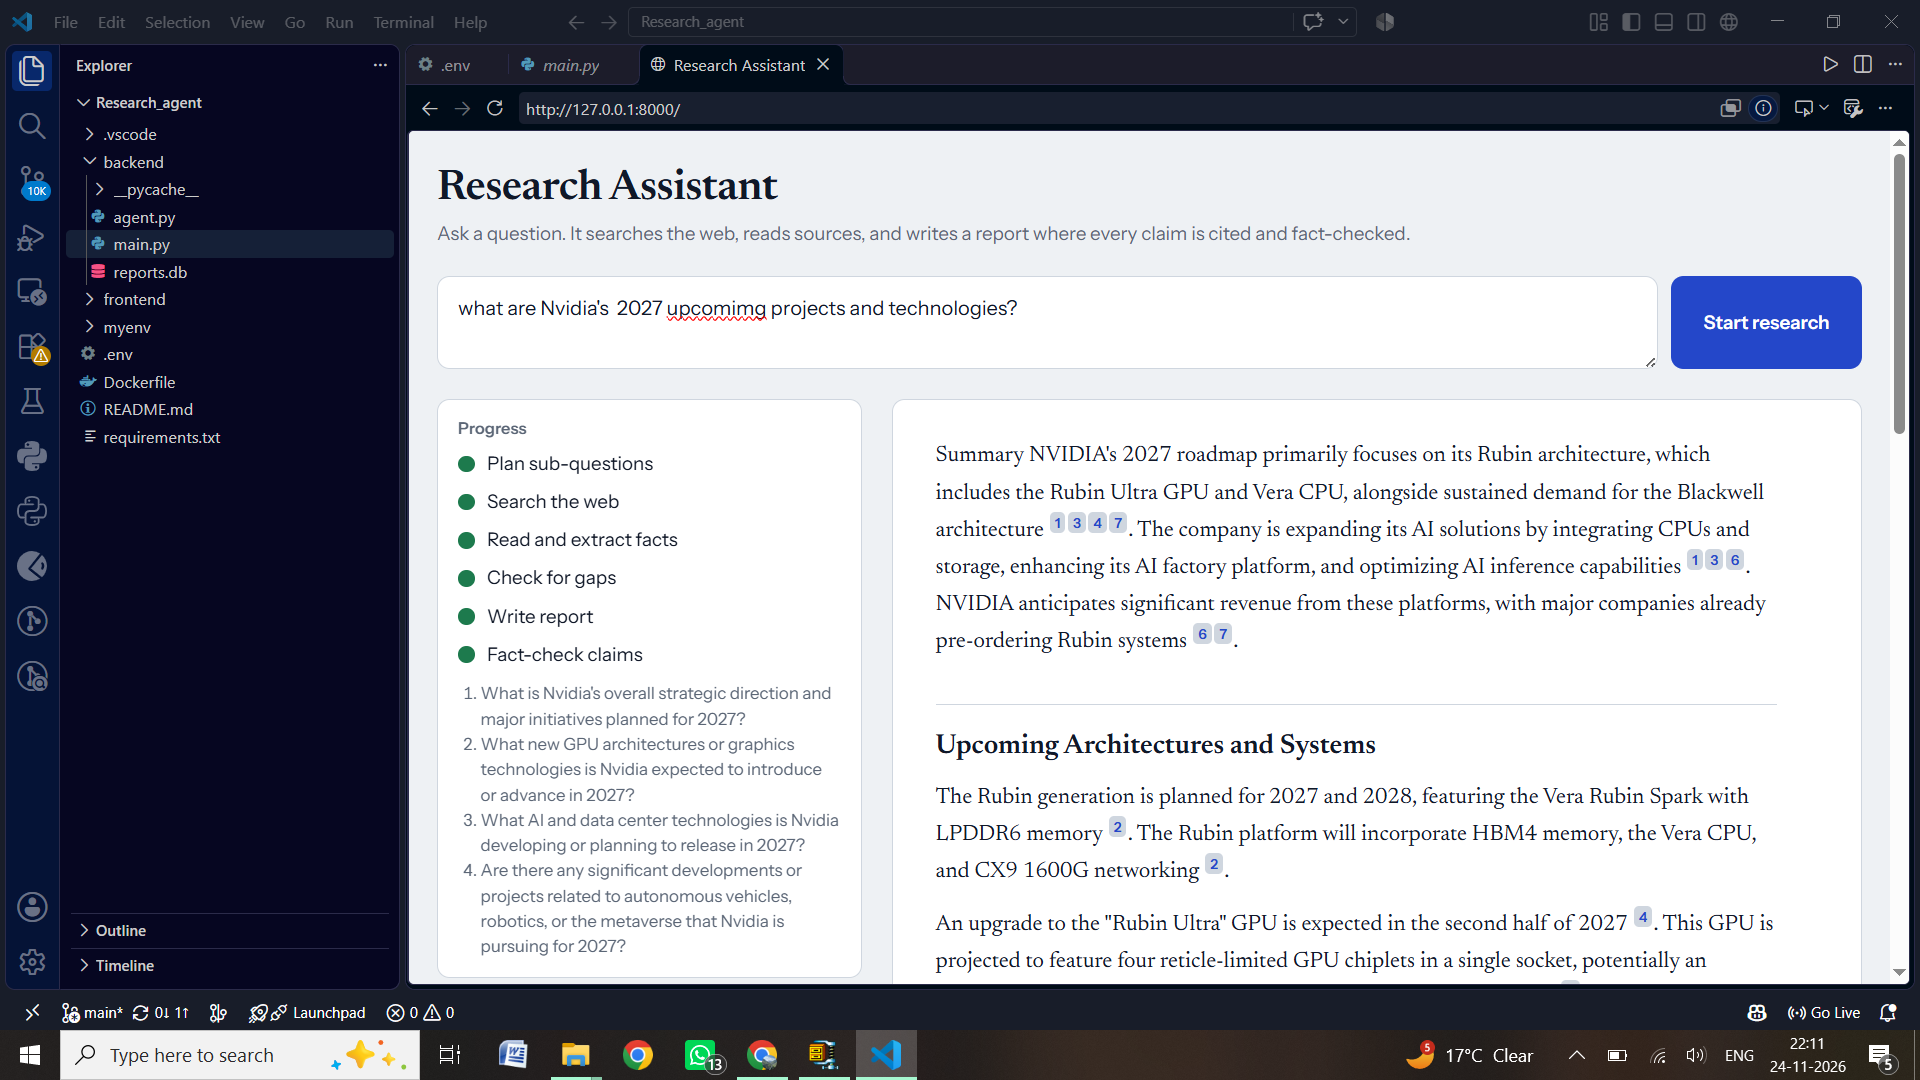 File Edit Selection View Go Run Terminal Help
Research_agent
Explorer
Research_agent
.vscode
backend
__pycache__
agent.py
main.py
reports.db
frontend
myenv
.env
Dockerfile
README.md
requirements.txt
10K
Outline
Timeline
.env
main.py
Research Assistant
http://127.0.0.1:8000/
Research Assistant
Ask a question. It searches the web, reads sources, and writes a report where every claim is cited and fact-checked.
what are Nvidia's 2027 upcomimg projects and technologies?
Start research
Progress
Plan sub-questions
Search the web
Read and extract facts
Check for gaps
Write report
Fact-check claims
1. What is Nvidia's overall strategic direction and
major initiatives planned for 2027?
2. What new GPU architectures or graphics
technologies is Nvidia expected to introduce
or advance in 2027?
3. What AI and data center technologies is Nvidia
developing or planning to release in 2027?
4. Are there any significant developments or
projects related to autonomous vehicles,
robotics, or the metaverse that Nvidia is
pursuing for 2027?
Summary NVIDIA's 2027 roadmap primarily focuses on its Rubin architecture, which
includes the Rubin Ultra GPU and Vera CPU, alongside sustained demand for the Blackwell
architecture 1 3 4 7. The company is expanding its AI solutions by integrating CPUs and
storage, enhancing its AI factory platform, and optimizing AI inference capabilities 1 3 6.
NVIDIA anticipates significant revenue from these platforms, with major companies already
pre-ordering Rubin systems 6 7.
Upcoming Architectures and Systems
The Rubin generation is planned for 2027 and 2028, featuring the Vera Rubin Spark with
LPDDR6 memory 2. The Rubin platform will incorporate HBM4 memory, the Vera CPU,
and CX9 1600G networking 2.
An upgrade to the "Rubin Ultra" GPU is expected in the second half of 2027 4. This GPU is
projected to feature four reticle-limited GPU chiplets in a single socket, potentially an
main* 0↓ 1↑ Launchpad 0 0 Go Live
Type here to search
13
5
17°C Clear
ENG
22:11
24-11-2026
5